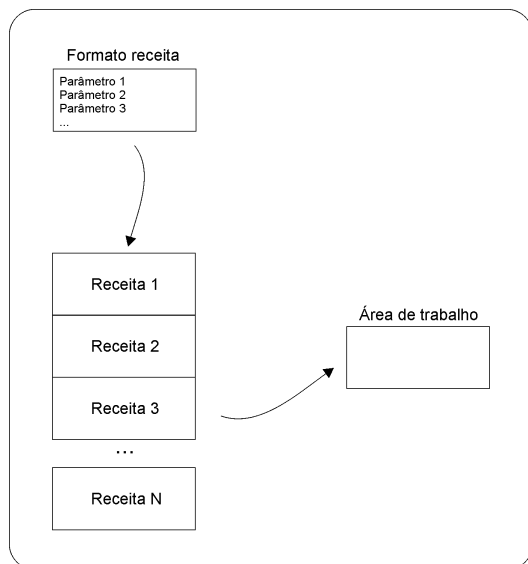 Formato receita
Parâmetro 1
Parâmetro 2
Parâmetro 3
...
Receita 1
Receita 2
Área de trabalho
Receita 3
...
Receita N